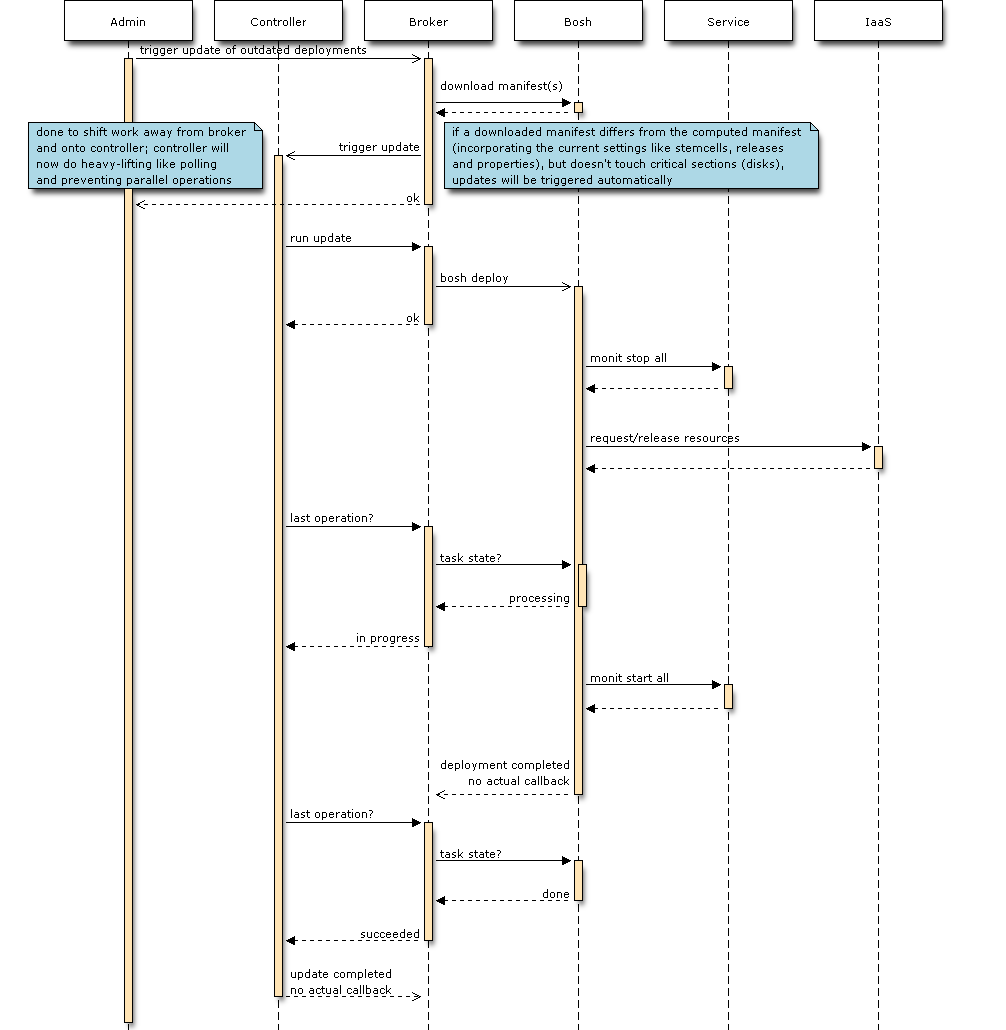 Admin
Controller
Broker
Bosh
Service
IaaS
trigger update of outdated deployments
download manifest(s)
done to shift work away from broker
and onto controller; controller will
now do heavy-lifting like polling
and preventing parallel operations
if a downloaded manifest differs from the computed manifest
(incorporating the current settings like stemcells, releases
and properties), but doesn't touch critical sections (disks),
updates will be triggered automatically
trigger update
ok
run update
bosh deploy
ok
monit stop all
request/release resources
last operation?
task state?
processing
in progress
monit start all
deployment completed
no actual callback
last operation?
task state?
done
succeeded
update completed
no actual callback